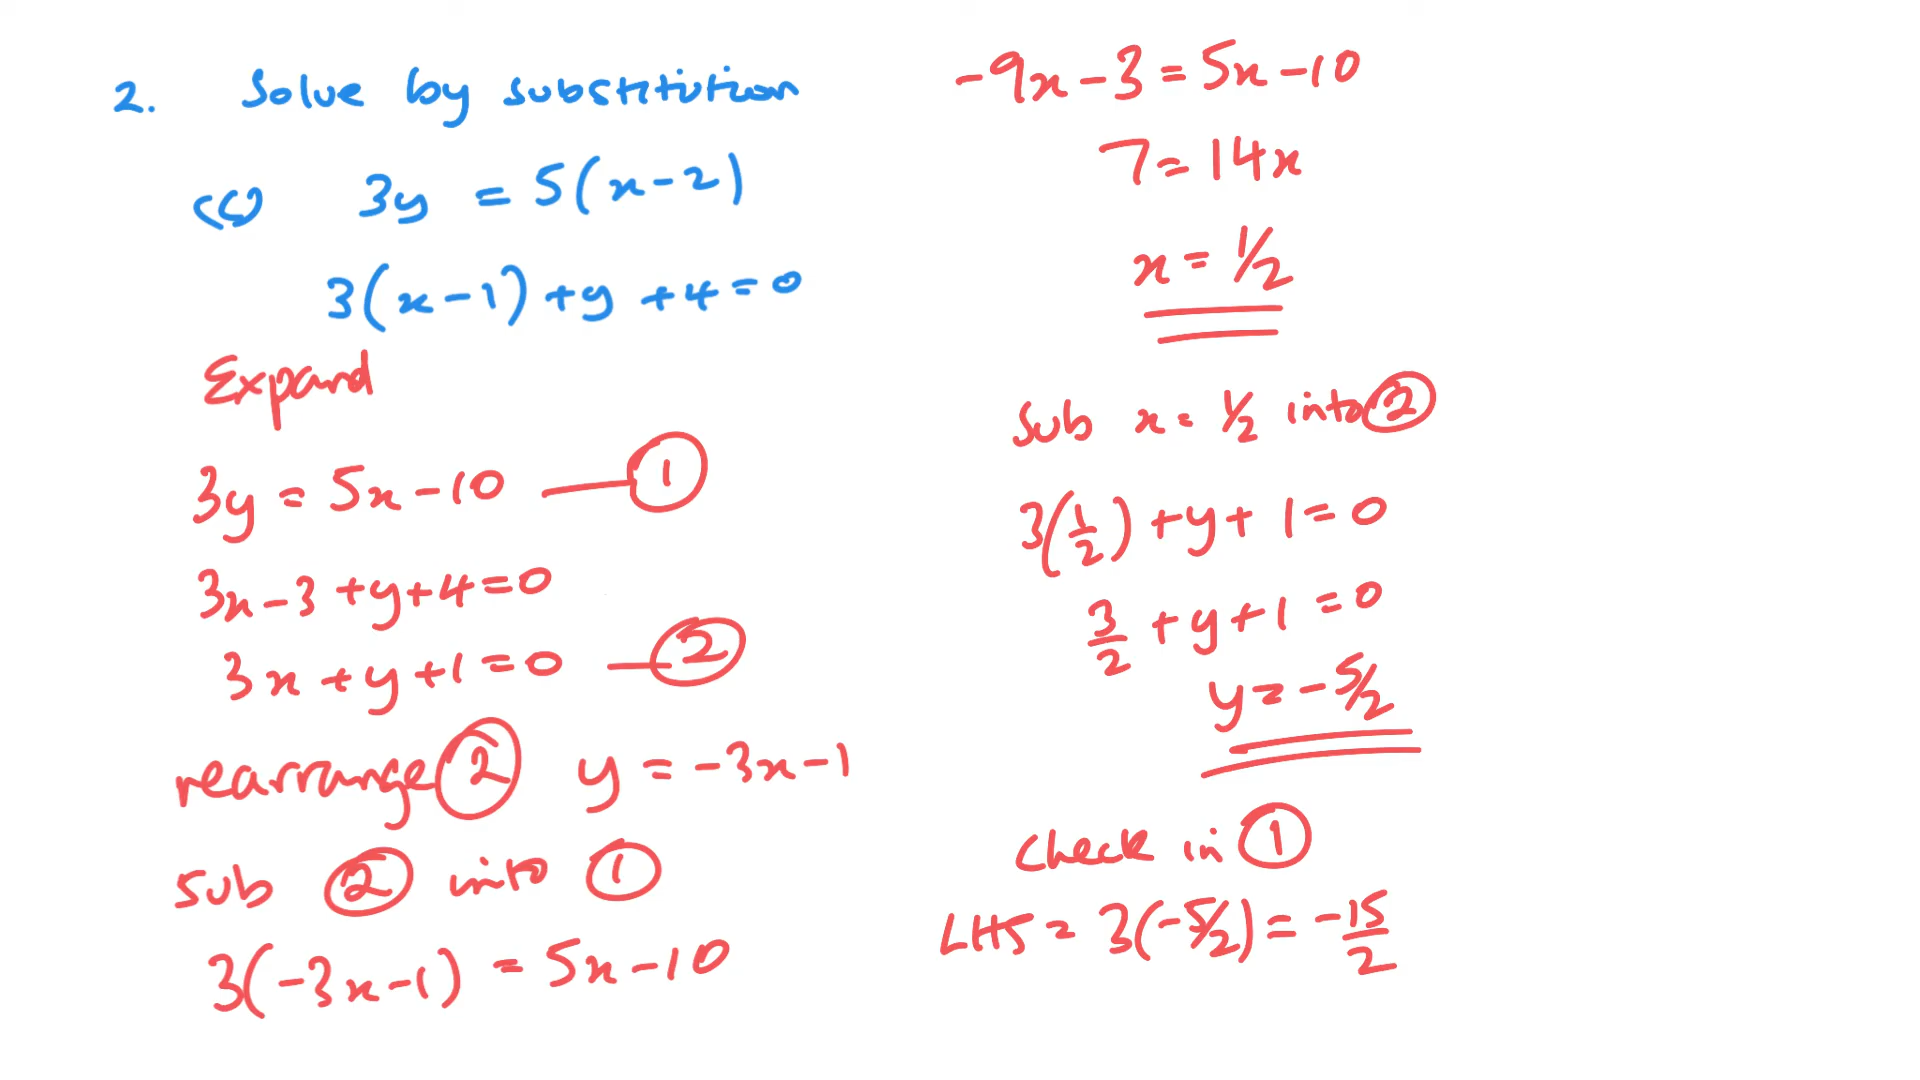 2. Solve by substitution
(c) 3y = 5(x-2)
3(x-1)+y+4=0
Expand
3y = 5x-10 — ①
3x-3+y+4=0
3x+y+1=0 — ②
rearrange ② y = -3x-1
sub ② into ①
3(-3x-1) = 5x-10
-9x-3=5x-10
7=14x
x = 1/2
sub x = 1/2 into ②
3(1/2)+y+1=0
3/2+y+1=0
y = -5/2
check in ①
LHS = 3(-5/2) = -15/2